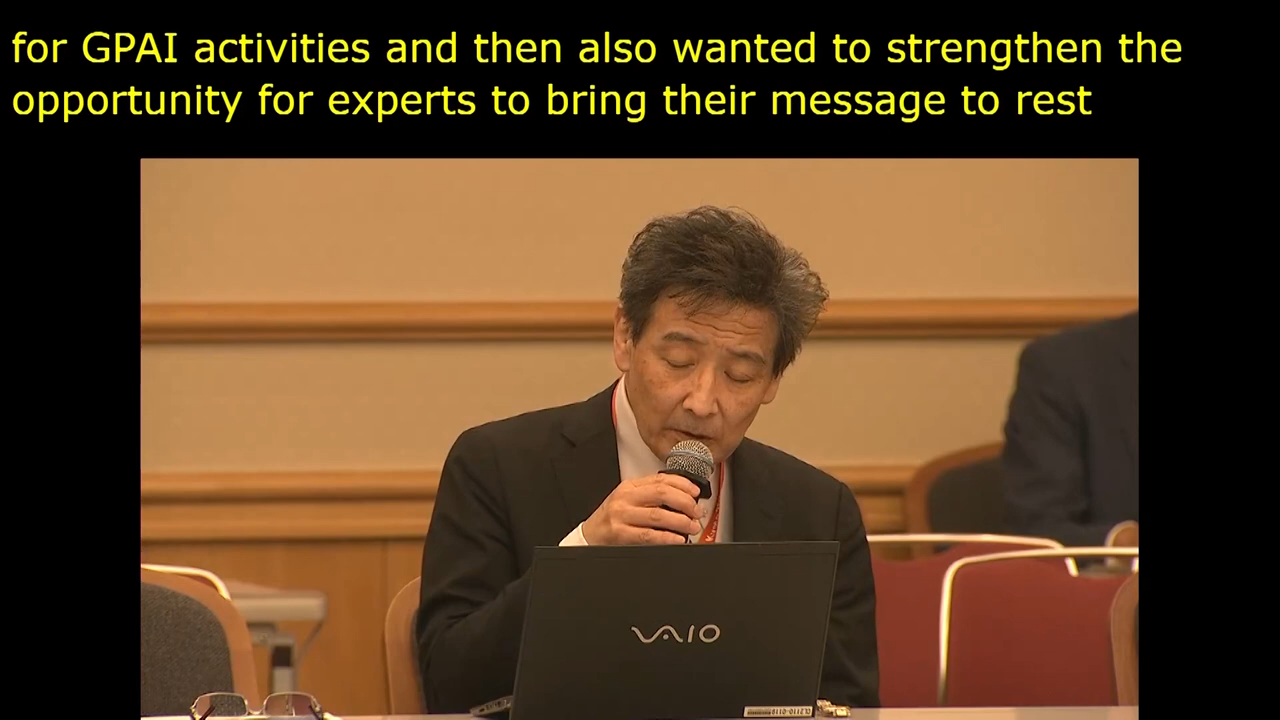 for GPAI activities and then also wanted to strengthen the
opportunity for experts to bring their message to rest
VAIO